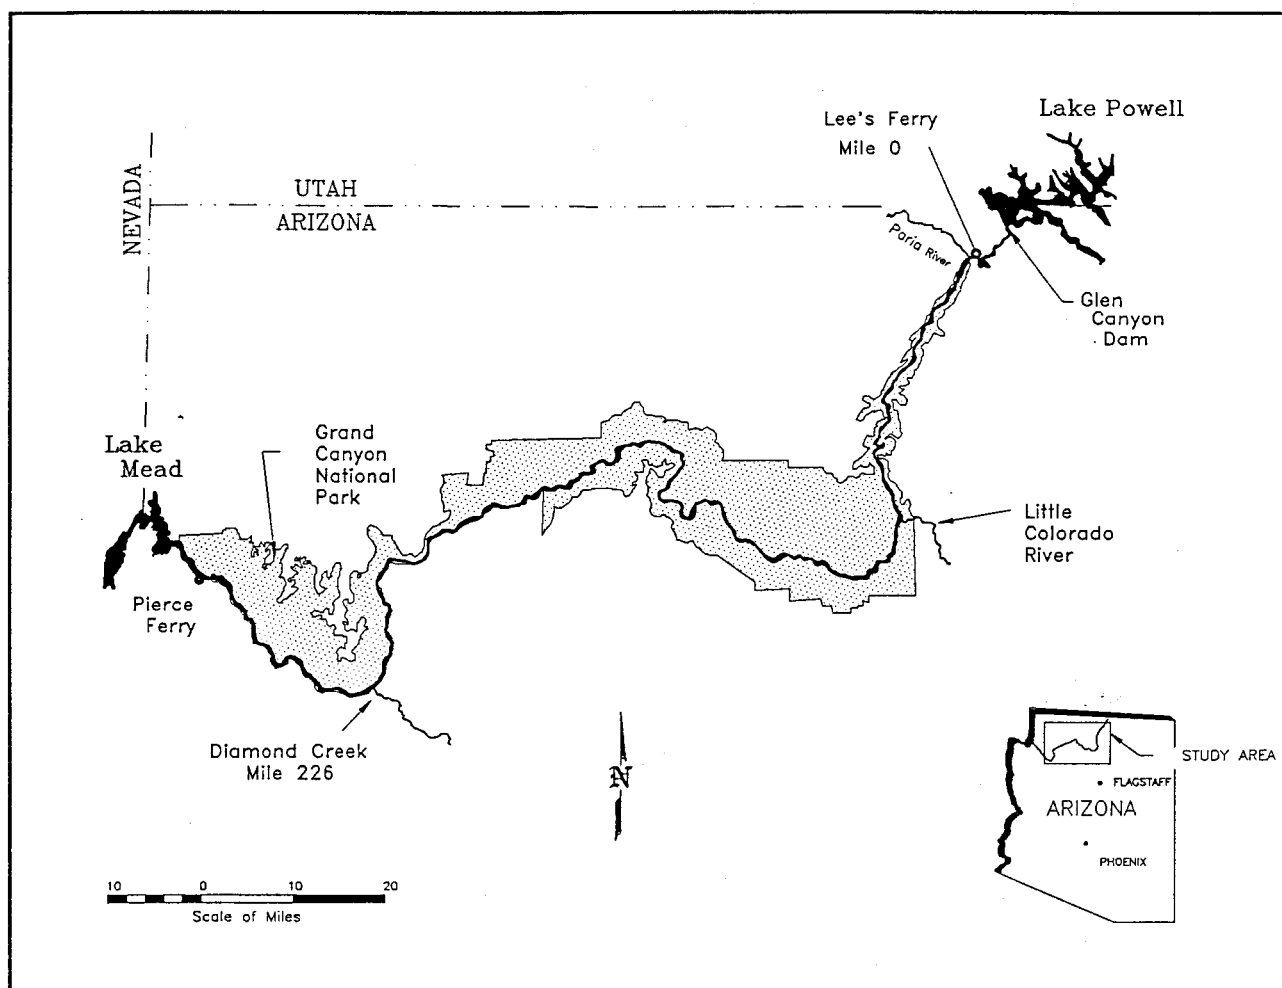 Lake Powell
Lee's Ferry
Mile 0
NEVADA
UTAH
ARIZONA
Paria River
Glen
Canyon
Dam
Grand
Canyon
National
Park
Lake
Mead
Little
Colorado
River
Pierce
Ferry
Diamond Creek
Mile 226
N
STUDY AREA
FLAGSTAFF
ARIZONA
PHOENIX
10 0 10 20
Scale of Miles